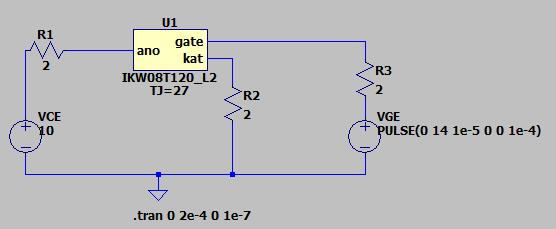 U1
R1
ano
gate
kat
2
IKW08T120_L2
TJ=27
R3
2
R2
2
VCE
10
VGE
PULSE(0 14 1e-5 0 0 1e-4)
.tran 0 2e-4 0 1e-7